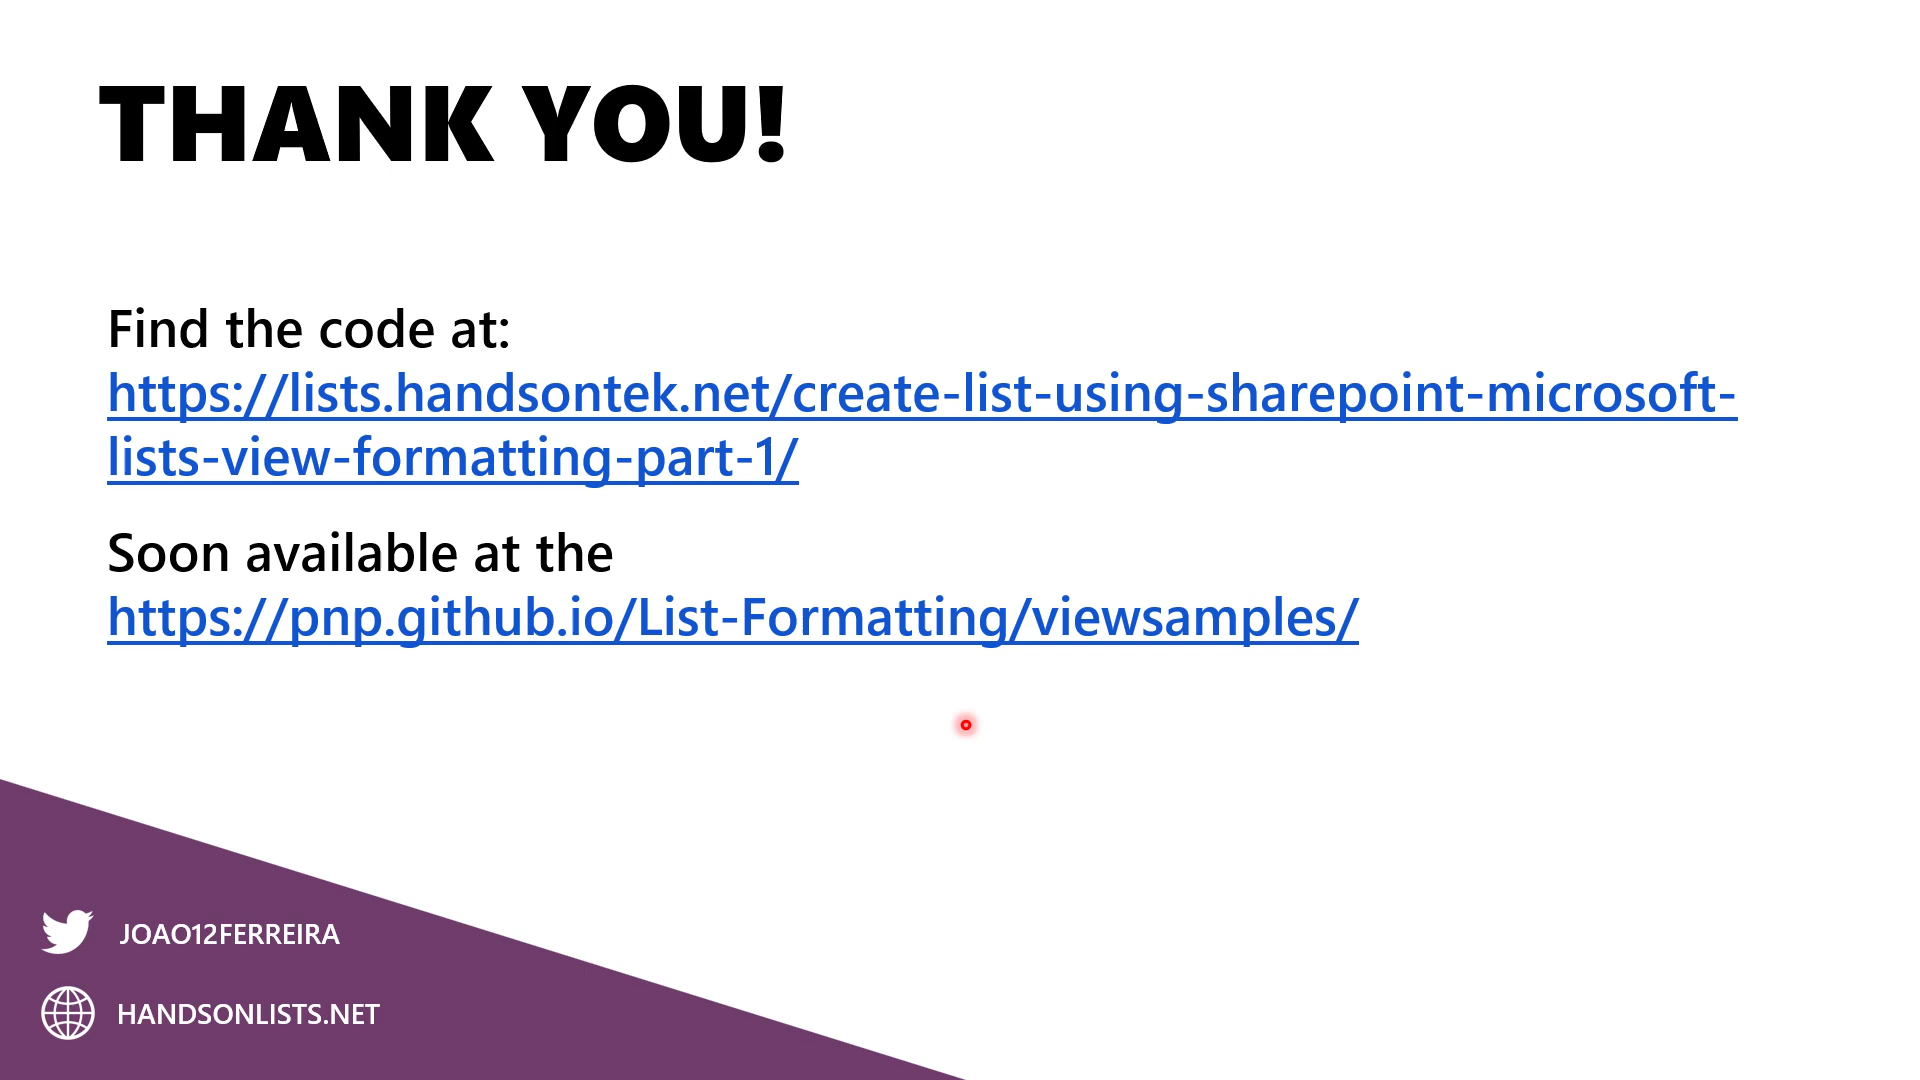 THANK YOU!
Find the code at:
https://lists.handsontek.net/create-list-using-sharepoint-microsoft-
lists-view-formatting-part-1/
Soon available at the
https://pnp.github.io/List-Formatting/viewsamples/
JOAO12FERREIRA
HANDSONLISTS.NET